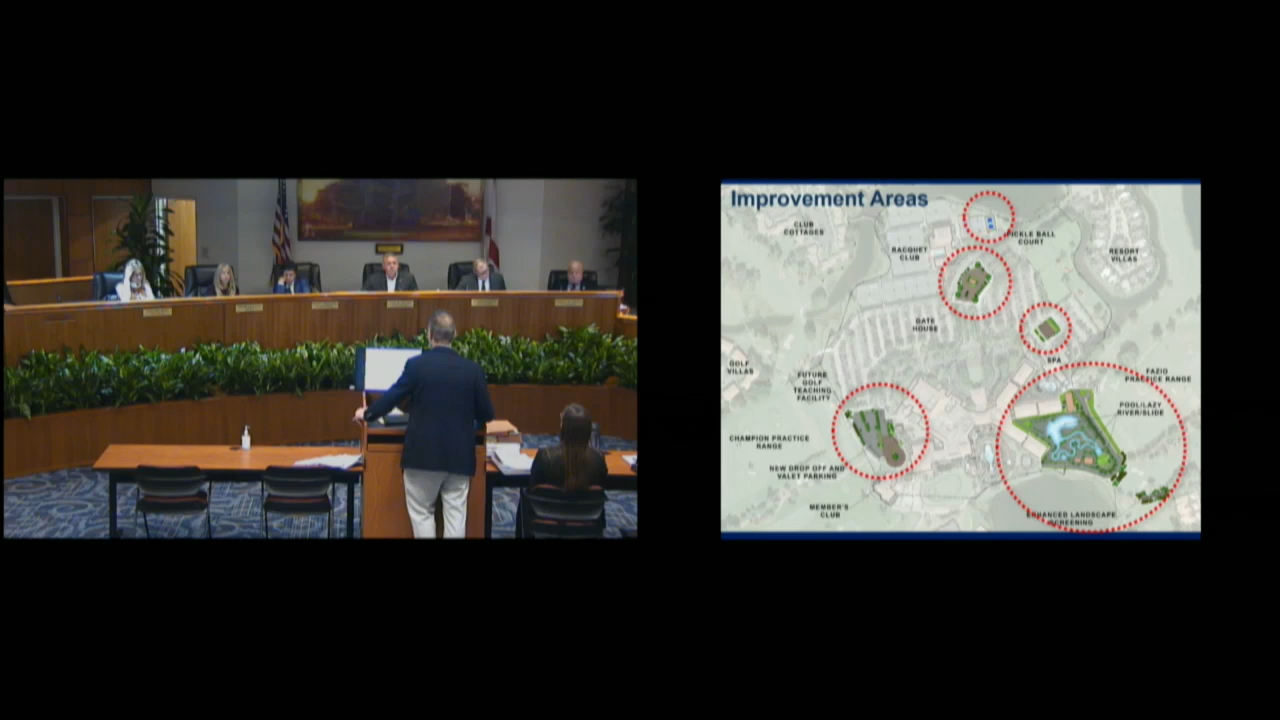 Improvement Areas
CLUB
COTTAGES
PICKLE BALL
COURT
RACQUET
CLUB
RESORT
VILLAS
GATE
HOUSE
SPA
GOLF
VILLAS
FUTURE
GOLF
TEACHING
FACILITY
FAZIO
PRACTICE RANGE
POOL/LAZY
RIVER/SLIDE
CHAMPION PRACTICE
RANGE
NEW DROP OFF AND
VALET PARKING
MEMBER'S
CLUB
ENHANCED LANDSCAPE
SCREENING